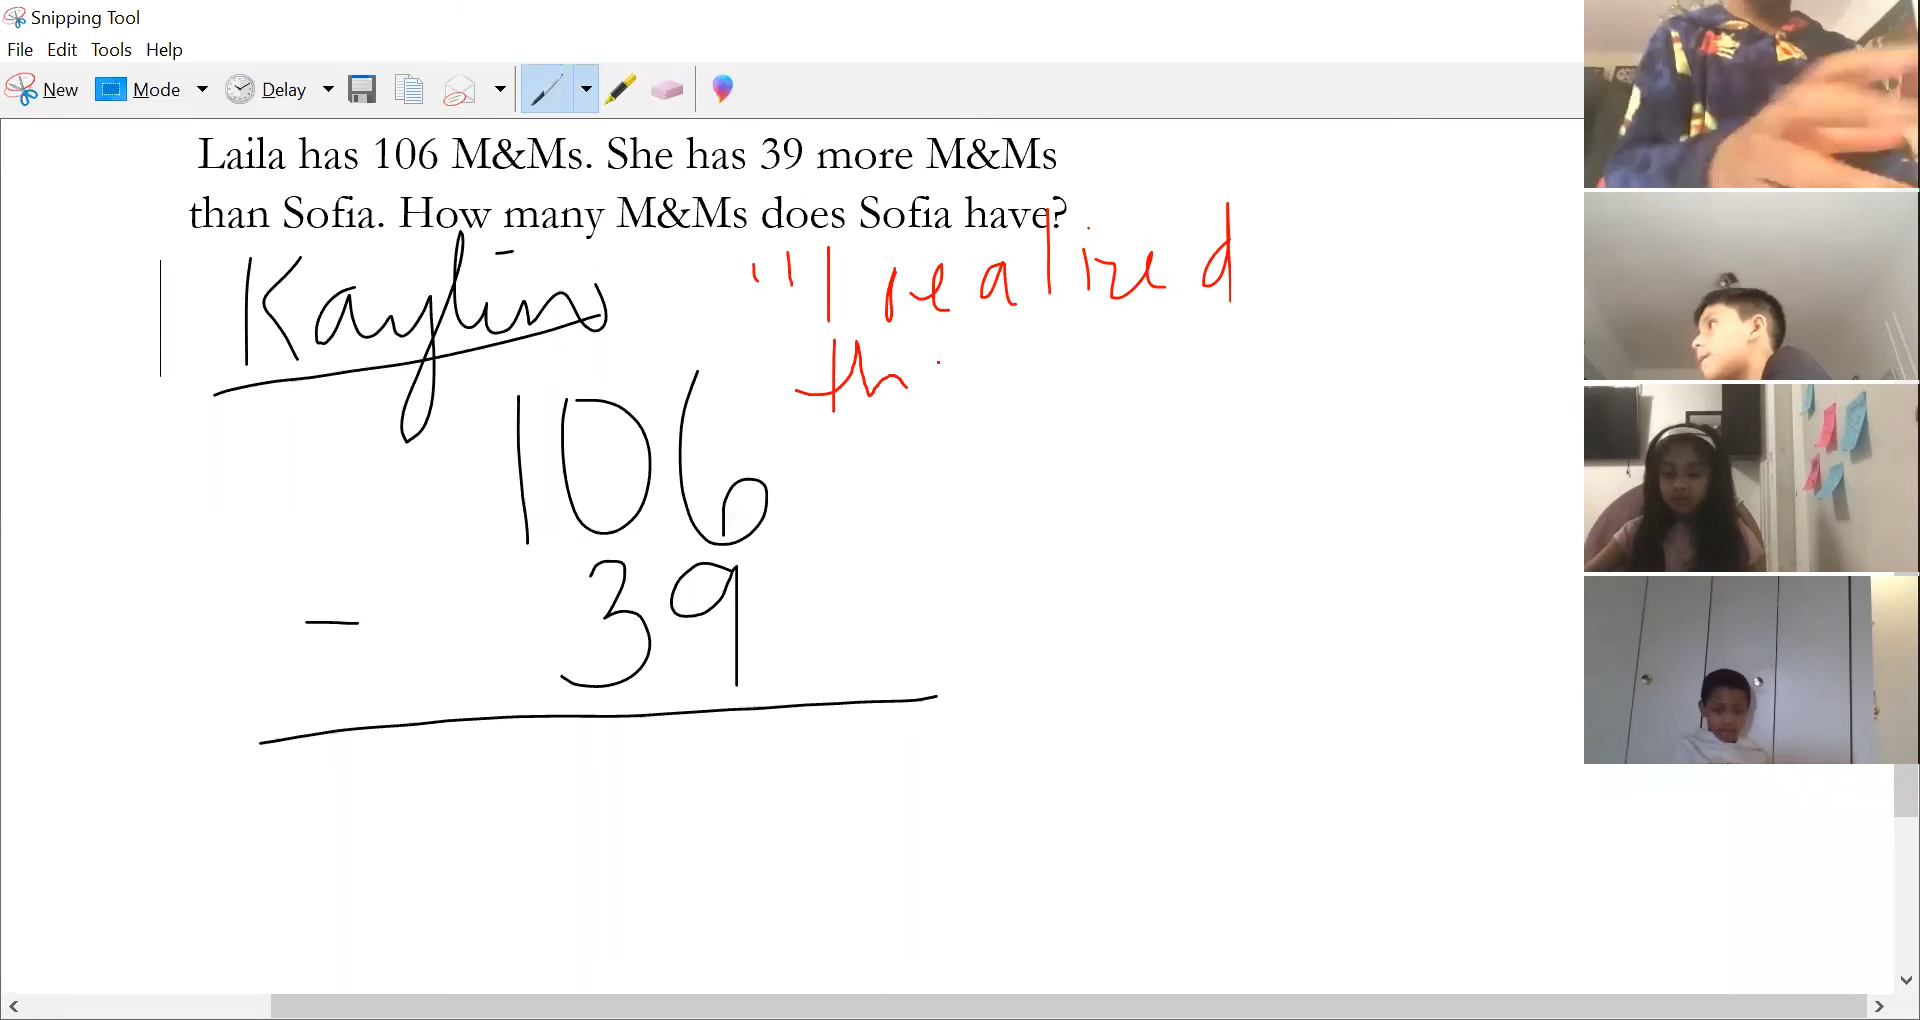 Snipping Tool
File Edit Tools Help
New Mode Delay
Laila has 106 M&Ms. She has 39 more M&Ms
than Sofia. How many M&Ms does Sofia have?
Kaylin
"I realized
th
106
- 39